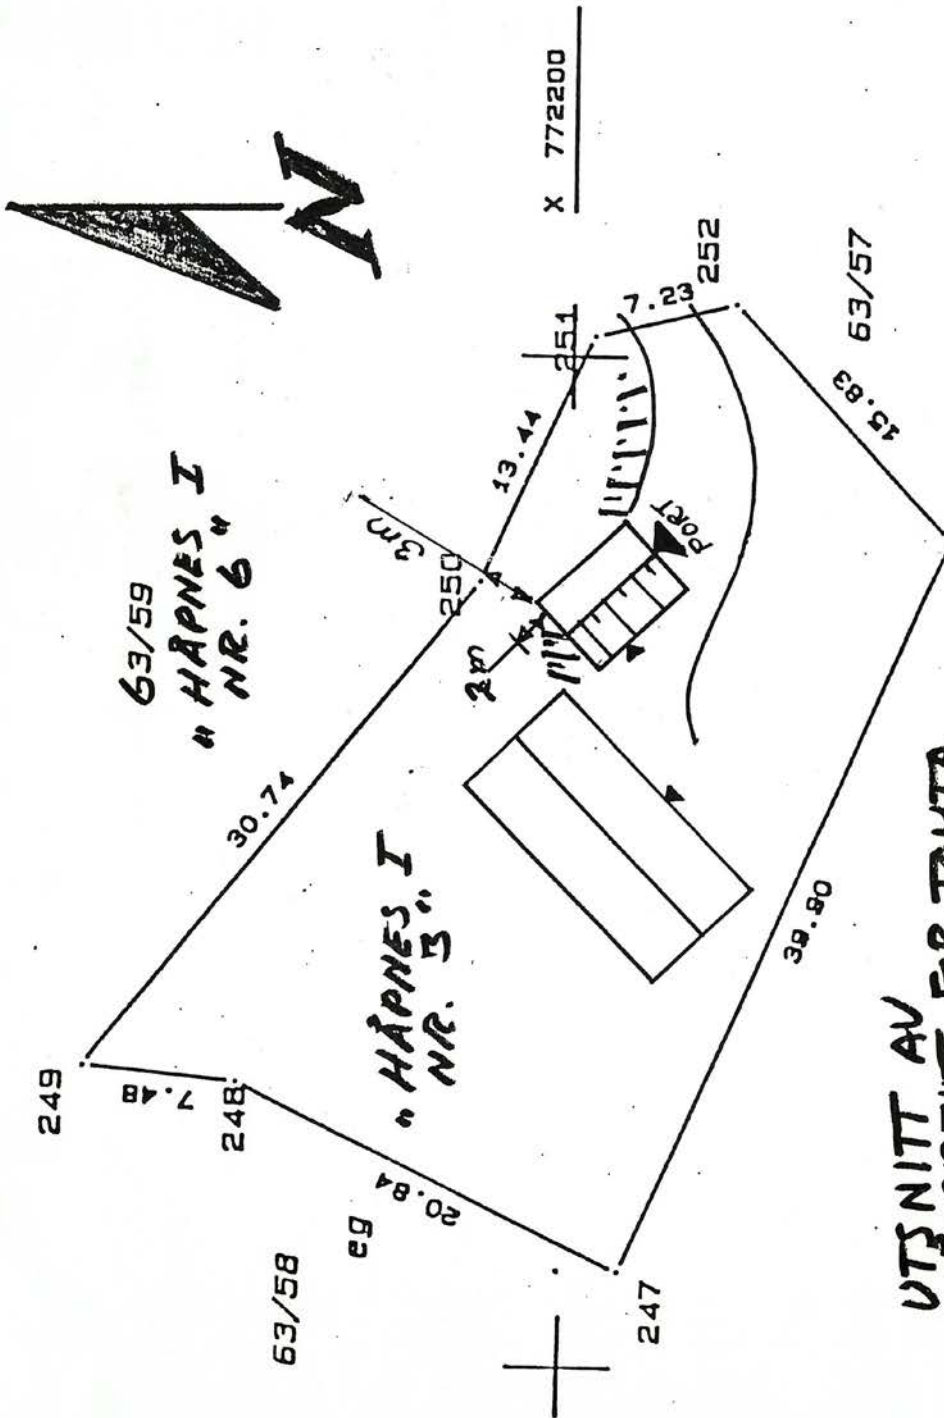 N
X 772200
63/59
" HÅPNES I "
NR. 6
249
7.48
248
30.74
3m
250
13.44
251
7.23
252
2m
PORT
15.83
63/57
" HÅPNES I "
NR. 3
39.90
20.84
eg
63/58
247
UTSNITT AV
FOR